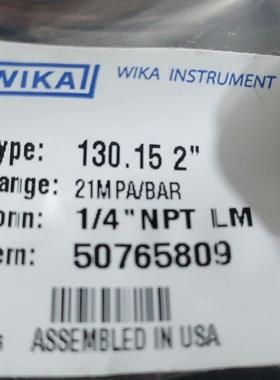 WIKA WIKA INSTRUMENT
ype: 130.15 2"
ange: 21MPA/BAR
onn: 1/4"NPT LM
ern: 50765809
s ASSEMBLED IN USA